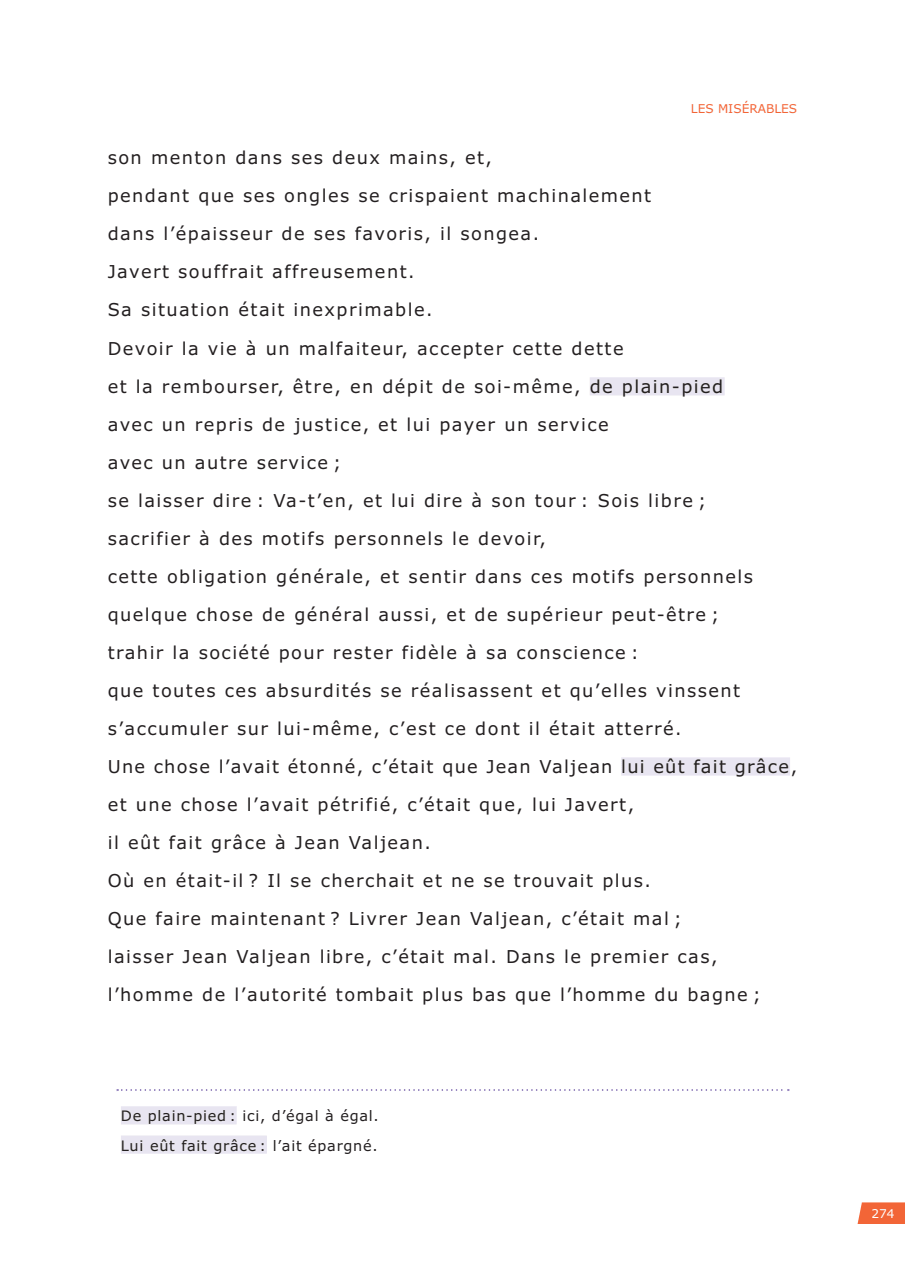 LES MISÉRABLES
son menton dans ses deux mains, et,
pendant que ses ongles se crispaient machinalement
dans l’épaisseur de ses favoris, il songea.
Javert souffrait affreusement.
Sa situation était inexprimable.
Devoir la vie à un malfaiteur, accepter cette dette
et la rembourser, être, en dépit de soi-même, de plain-pied
avec un repris de justice, et lui payer un service
avec un autre service ;
se laisser dire : Va-t’en, et lui dire à son tour : Sois libre ;
sacrifier à des motifs personnels le devoir,
cette obligation générale, et sentir dans ces motifs personnels
quelque chose de général aussi, et de supérieur peut-être ;
trahir la société pour rester fidèle à sa conscience :
que toutes ces absurdités se réalisassent et qu’elles vinssent
s’accumuler sur lui-même, c’est ce dont il était atterré.
Une chose l’avait étonné, c’était que Jean Valjean lui eût fait grâce,
et une chose l’avait pétrifié, c’était que, lui Javert,
il eût fait grâce à Jean Valjean.
Où en était-il ? Il se cherchait et ne se trouvait plus.
Que faire maintenant ? Livrer Jean Valjean, c’était mal ;
laisser Jean Valjean libre, c’était mal. Dans le premier cas,
l’homme de l’autorité tombait plus bas que l’homme du bagne ;
De plain-pied : ici, d’égal à égal.
Lui eût fait grâce : l’ait épargné.
274